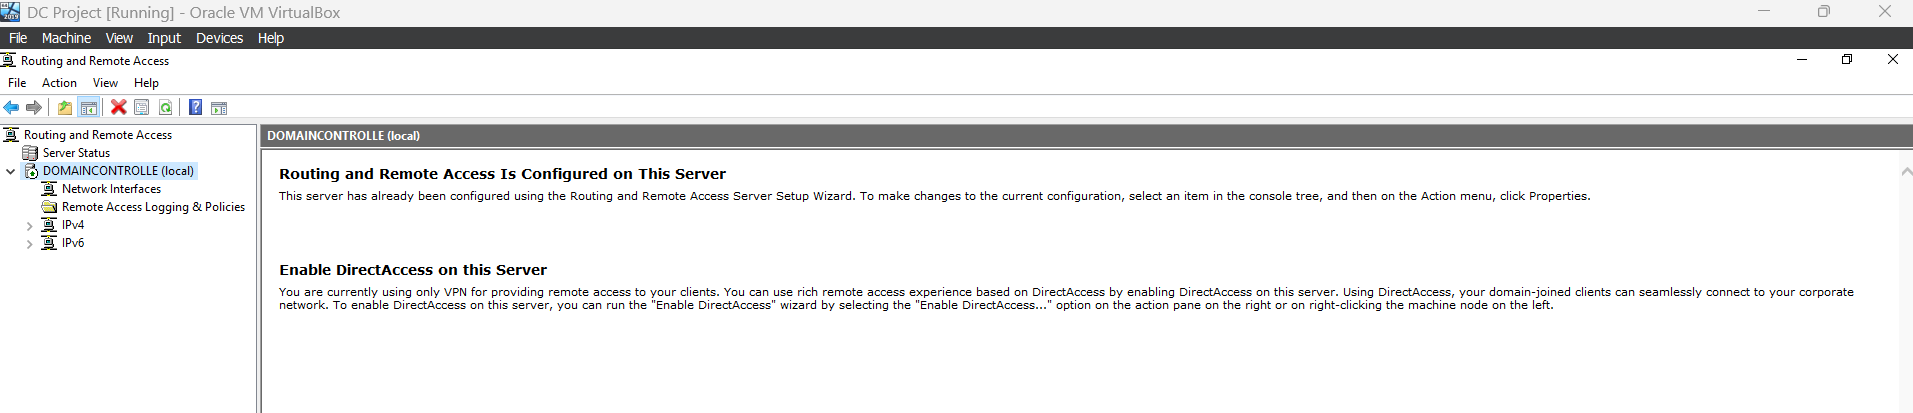 DC Project [Running] - Oracle VM VirtualBox
File Machine View Input Devices Help
Routing and Remote Access
File Action View Help
Routing and Remote Access
Server Status
DOMAINCONTROLLE (local)
Network Interfaces
Remote Access Logging & Policies
IPv4
IPv6
DOMAINCONTROLLE (local)
Routing and Remote Access Is Configured on This Server
This server has already been configured using the Routing and Remote Access Server Setup Wizard. To make changes to the current configuration, select an item in the console tree, and then on the Action menu, click Properties.
Enable DirectAccess on this Server
You are currently using only VPN for providing remote access to your clients. You can use rich remote access experience based on DirectAccess by enabling DirectAccess on this server. Using DirectAccess, your domain-joined clients can seamlessly connect to your corporate
network. To enable DirectAccess on this server, you can run the "Enable DirectAccess" wizard by selecting the "Enable DirectAccess..." option on the action pane on the right or on right-clicking the machine node on the left.